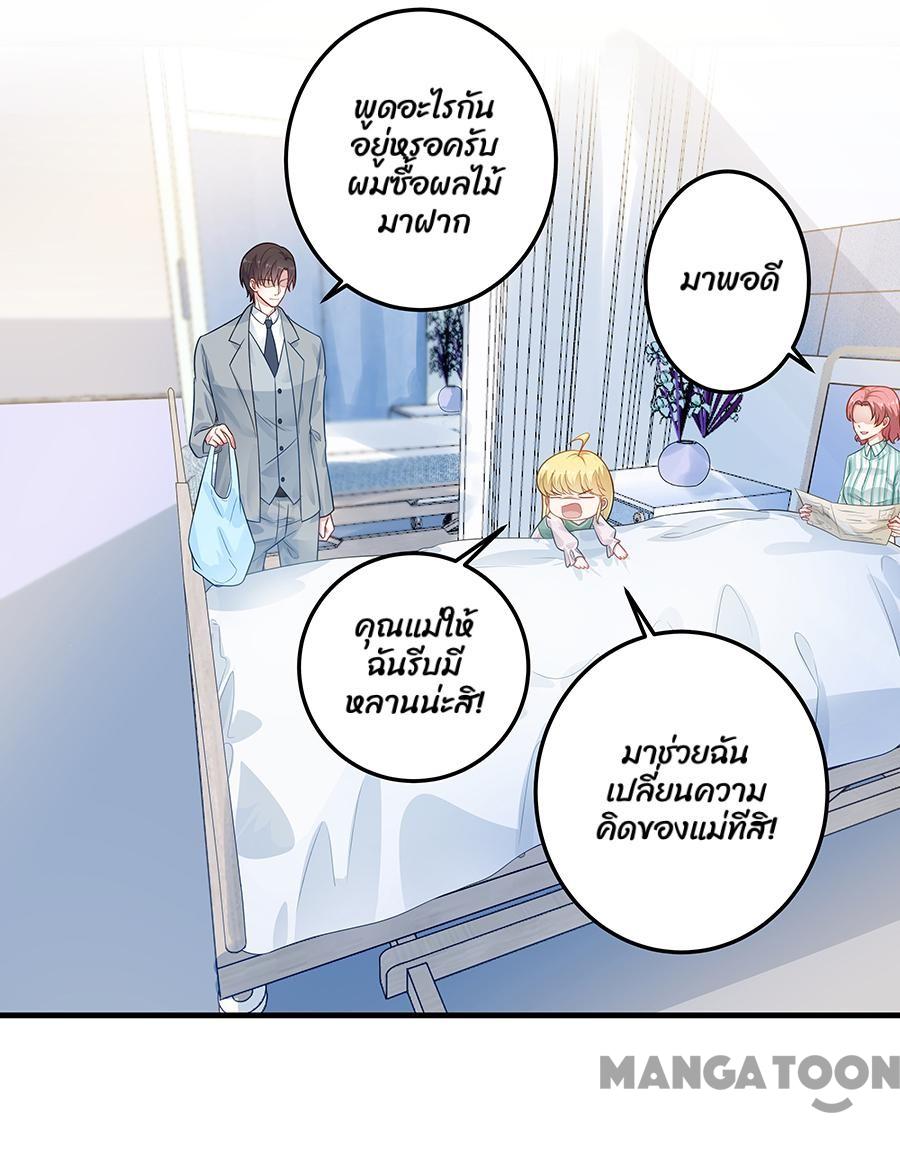 พูดอะไรกัน
อยู่หรอครับ
ผมซื้อผลไม้
มาฝาก
มาพอดี
คุณแม่ให้
ฉันรีบมี
หลานน่ะสิ!
มาช่วยฉัน
เปลี่ยนความ
คิดของแม่ทีสิ!
MANGATOON